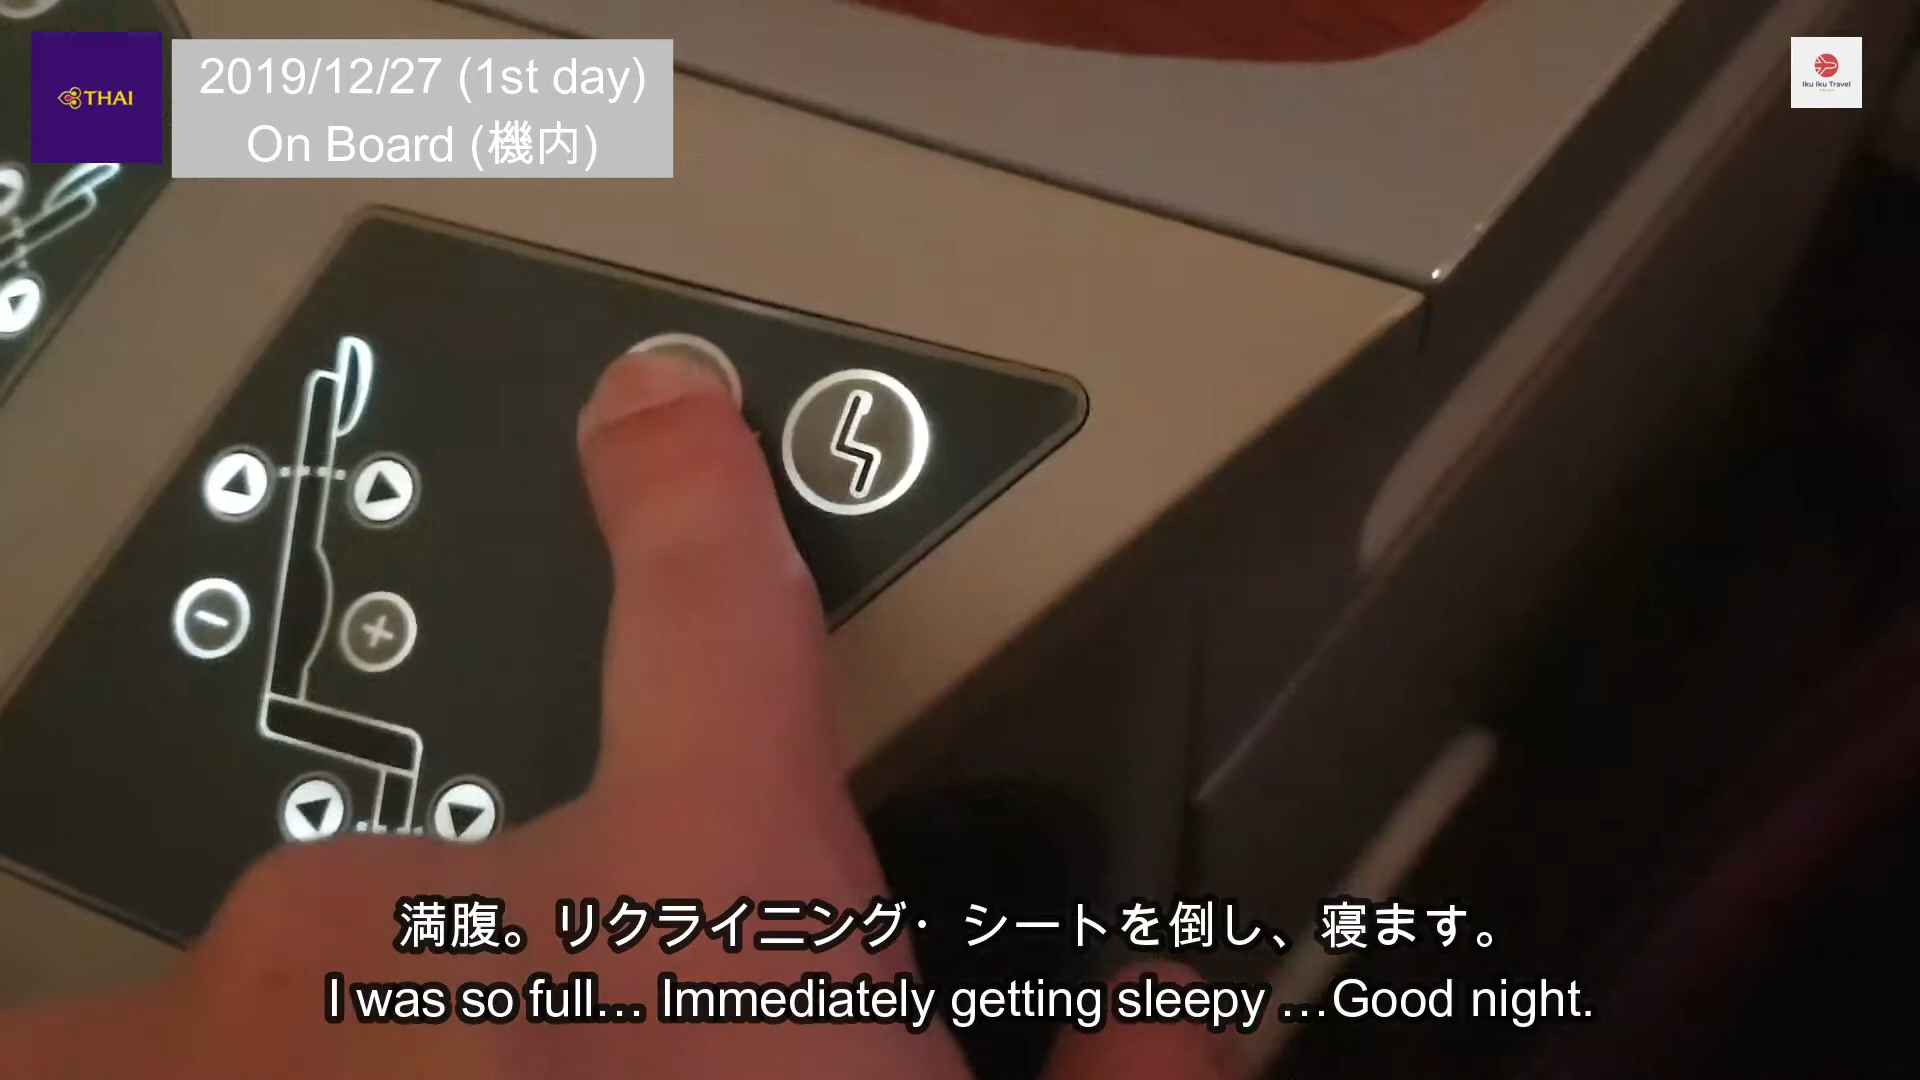 THAI
2019/12/27 (1st day)
On Board (機内)
Iku Iku Travel
満腹。リクライニング・シートを倒し、寝ます。
I was so full... Immediately getting sleepy ...Good night.